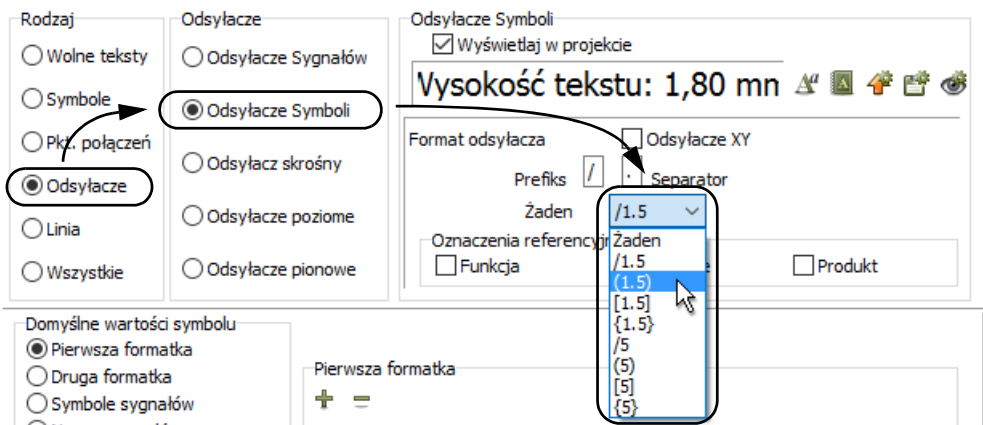 Rodzaj
Wolne teksty
Symbole
Pkt. połączeń
Odsyłacze
Linia
Wszystkie
Odsyłacze
Odsyłacze Sygnałów
Odsyłacze Symboli
Odsyłacz skrośny
Odsyłacze poziome
Odsyłacze pionowe
Odsyłacze Symboli
Wyświetlaj w projekcie
Wysokość tekstu: 1,80 mm
Format odsyłacza
Odsyłacze XY
Prefiks / . Separator
Żaden /1.5
Żaden
/1.5
(1.5)
[1.5]
{1.5}
/5
(5)
[5]
{5}
Oznaczenia
Funkcja
Produkt
Domyślne wartości symbolu
Pierwsza formatka
Druga formatka
Symbole sygnałów
Pierwsza formatka